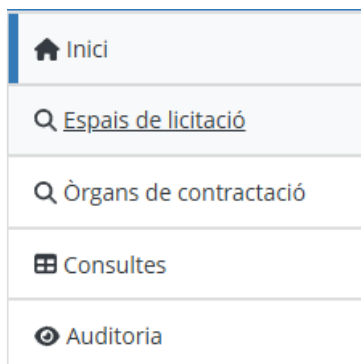 Inici
Espais de licitació
Òrgans de contractació
Consultes
Auditoria